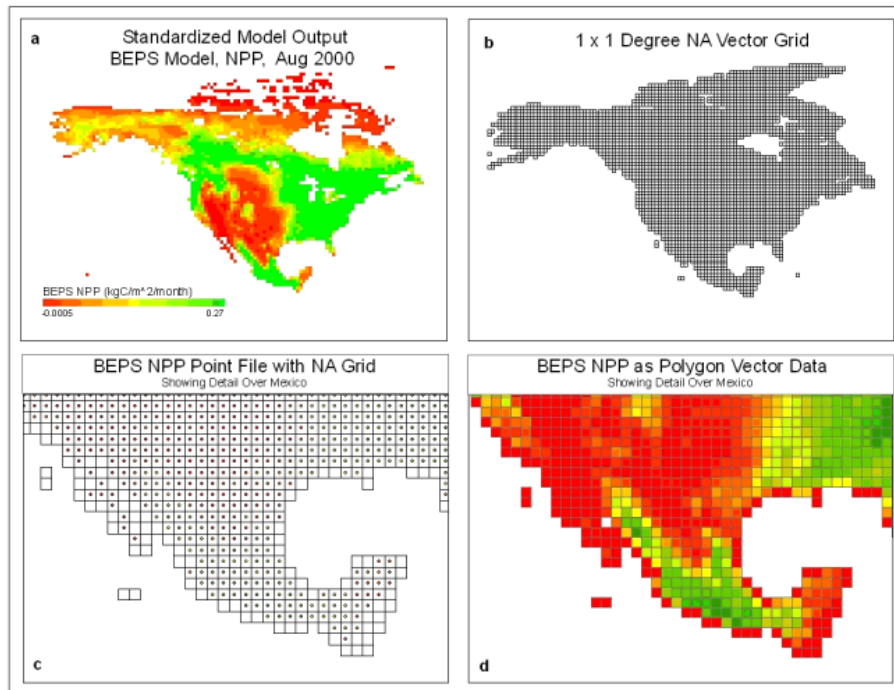 a
Standardized Model Output
BEPS Model, NPP, Aug 2000
BEPS NPP (kgC/m^2/month)
-0.0005 0.27
b
1 x 1 Degree NA Vector Grid
BEPS NPP Point File with NA Grid
Showing Detail Over Mexico
c
BEPS NPP as Polygon Vector Data
Showing Detail Over Mexico
d